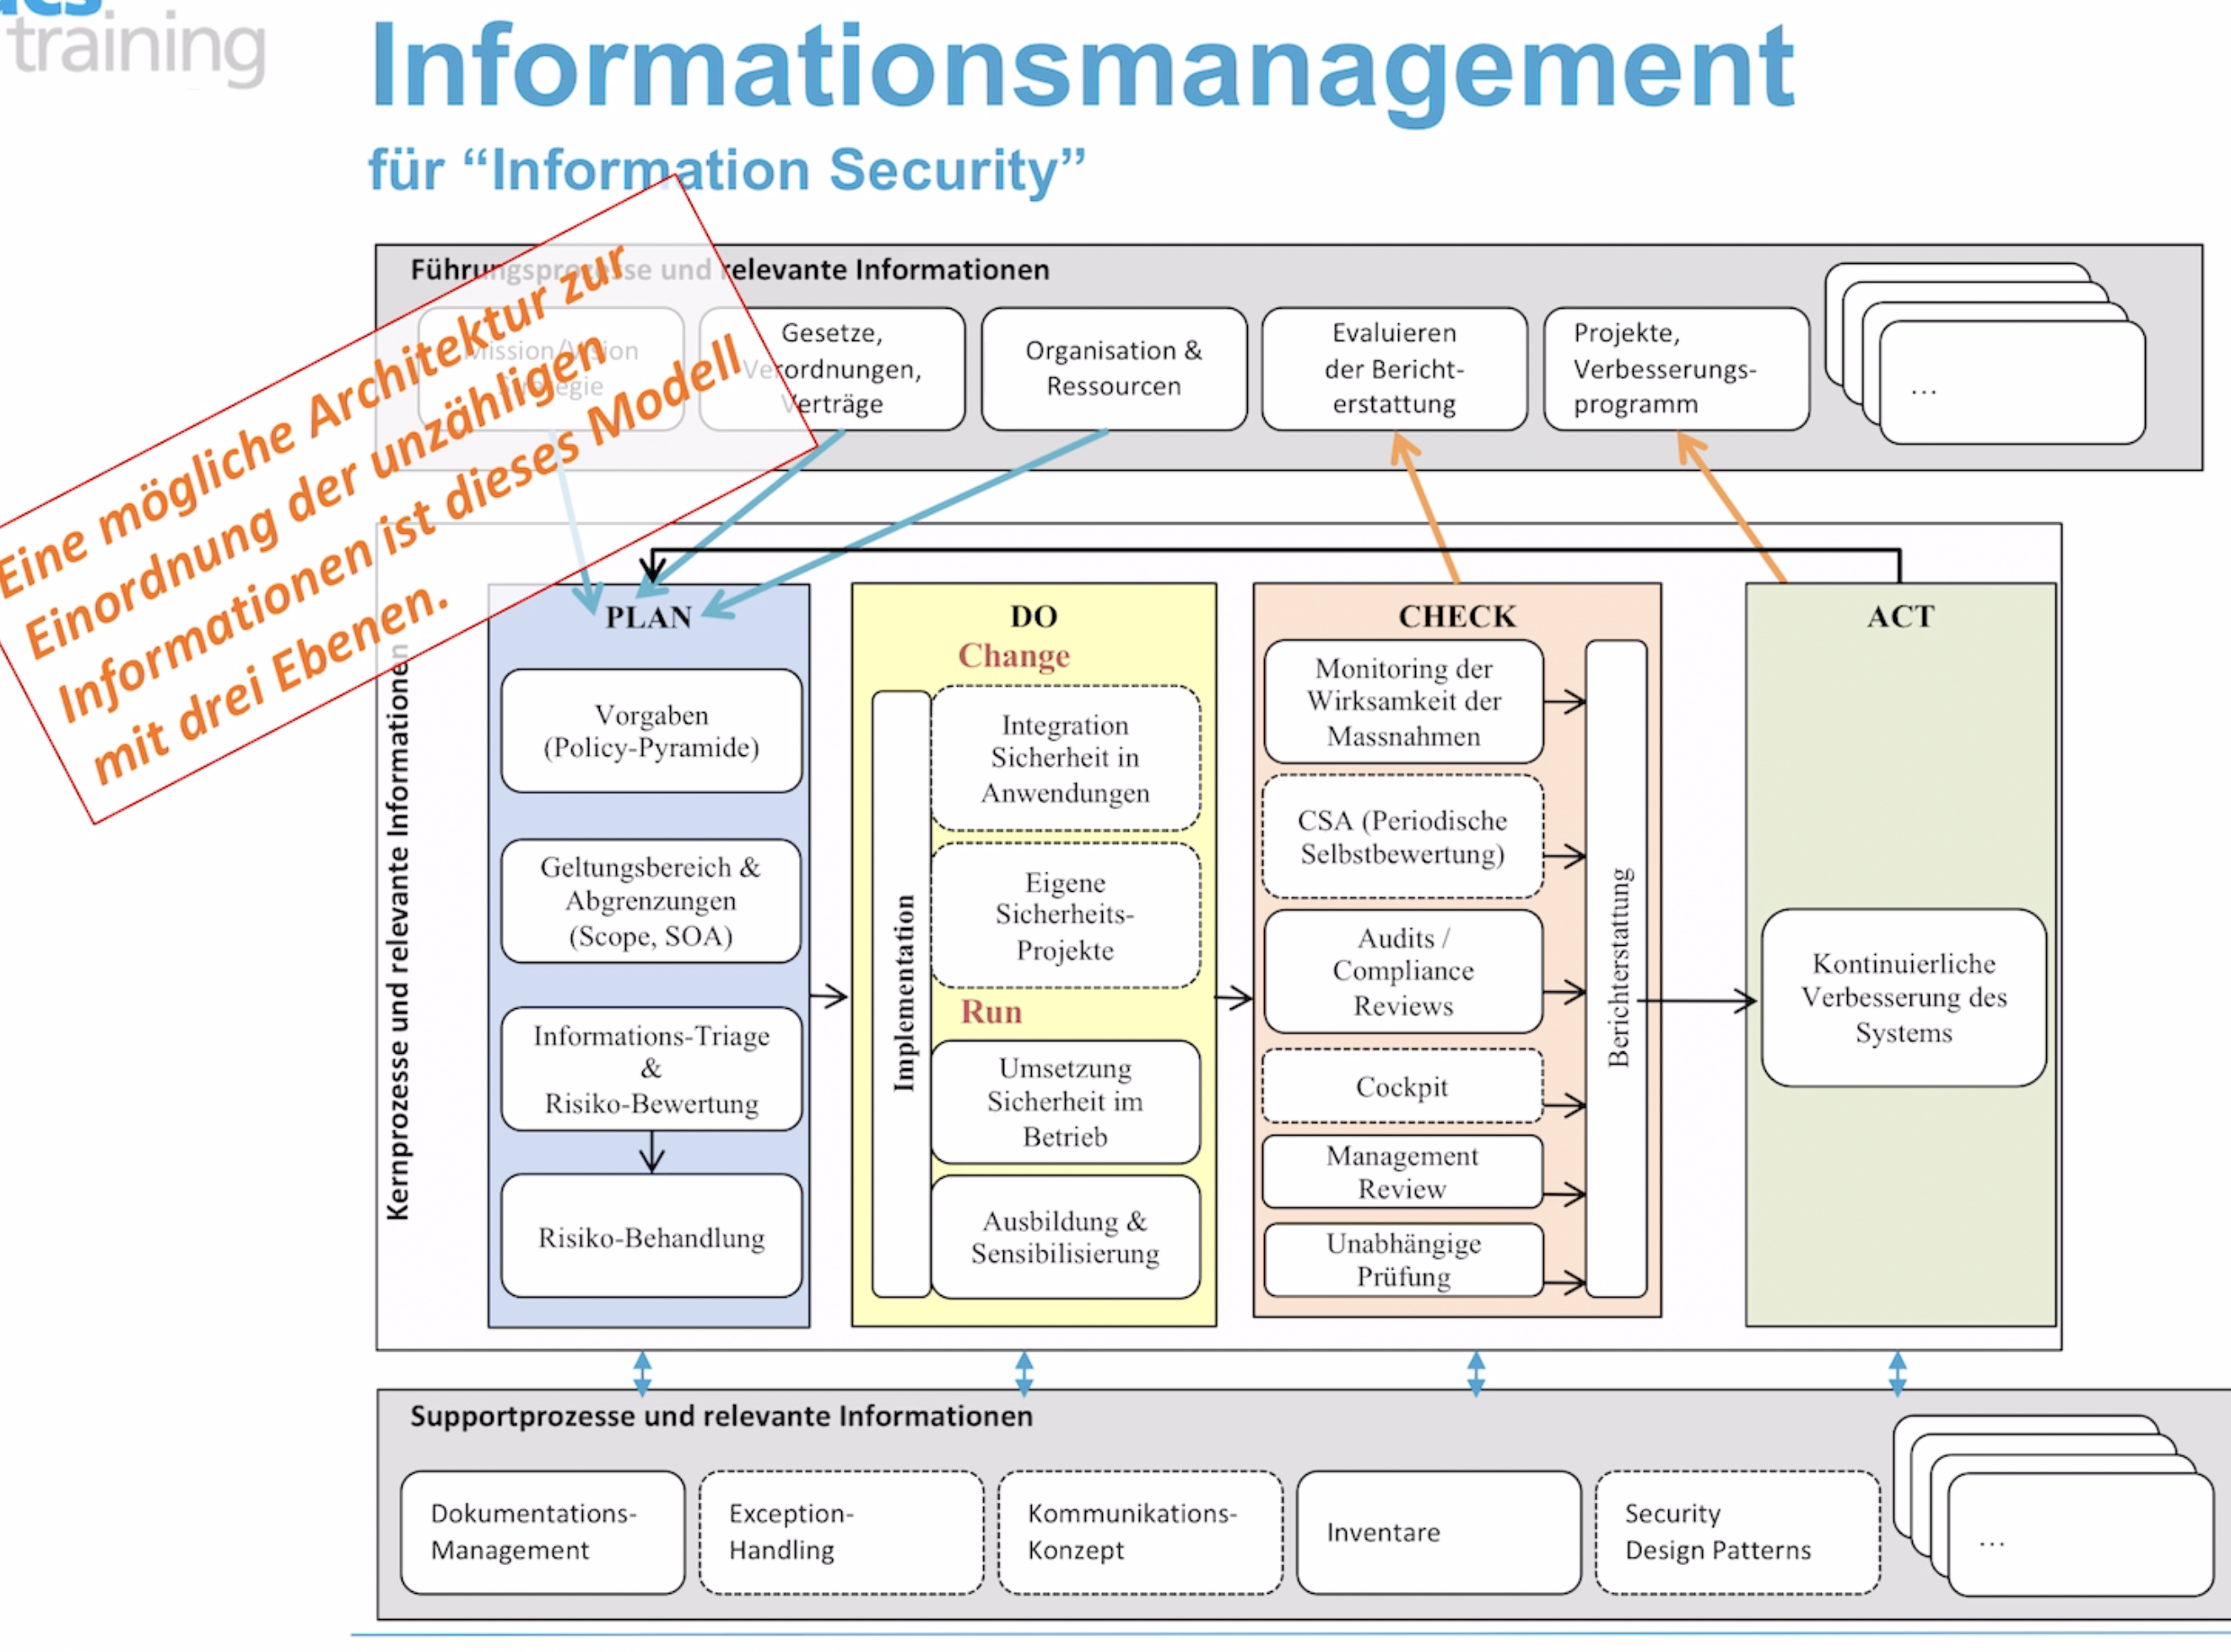 training
Informationsmanagement
für “Information Security”
Führungsprozesse und relevante Informationen
Mission/Vision
Strategie
Gesetze,
Verordnungen,
Verträge
Organisation &
Ressourcen
Evaluieren
der Bericht-
erstattung
Projekte,
Verbesserungs-
programm
...
Eine mögliche Architektur zur
Einordnung der unzähligen
Informationen ist dieses Modell
mit drei Ebenen.
Kernprozesse und relevante Informationen
PLAN
Vorgaben
(Policy-Pyramide)
Geltungsbereich &
Abgrenzungen
(Scope, SOA)
Informations-Triage
&
Risiko-Bewertung
Risiko-Behandlung
DO
Change
Implementation
Integration
Sicherheit in
Anwendungen
Eigene
Sicherheits-
Projekte
Run
Umsetzung
Sicherheit im
Betrieb
Ausbildung &
Sensibilisierung
CHECK
Monitoring der
Wirksamkeit der
Massnahmen
CSA (Periodische
Selbstbewertung)
Audits /
Compliance
Reviews
Cockpit
Management
Review
Unabhängige
Prüfung
Berichterstattung
ACT
Kontinuierliche
Verbesserung des
Systems
Supportprozesse und relevante Informationen
Dokumentations-
Management
Exception-
Handling
Kommunikations-
Konzept
Inventare
Security
Design Patterns
...